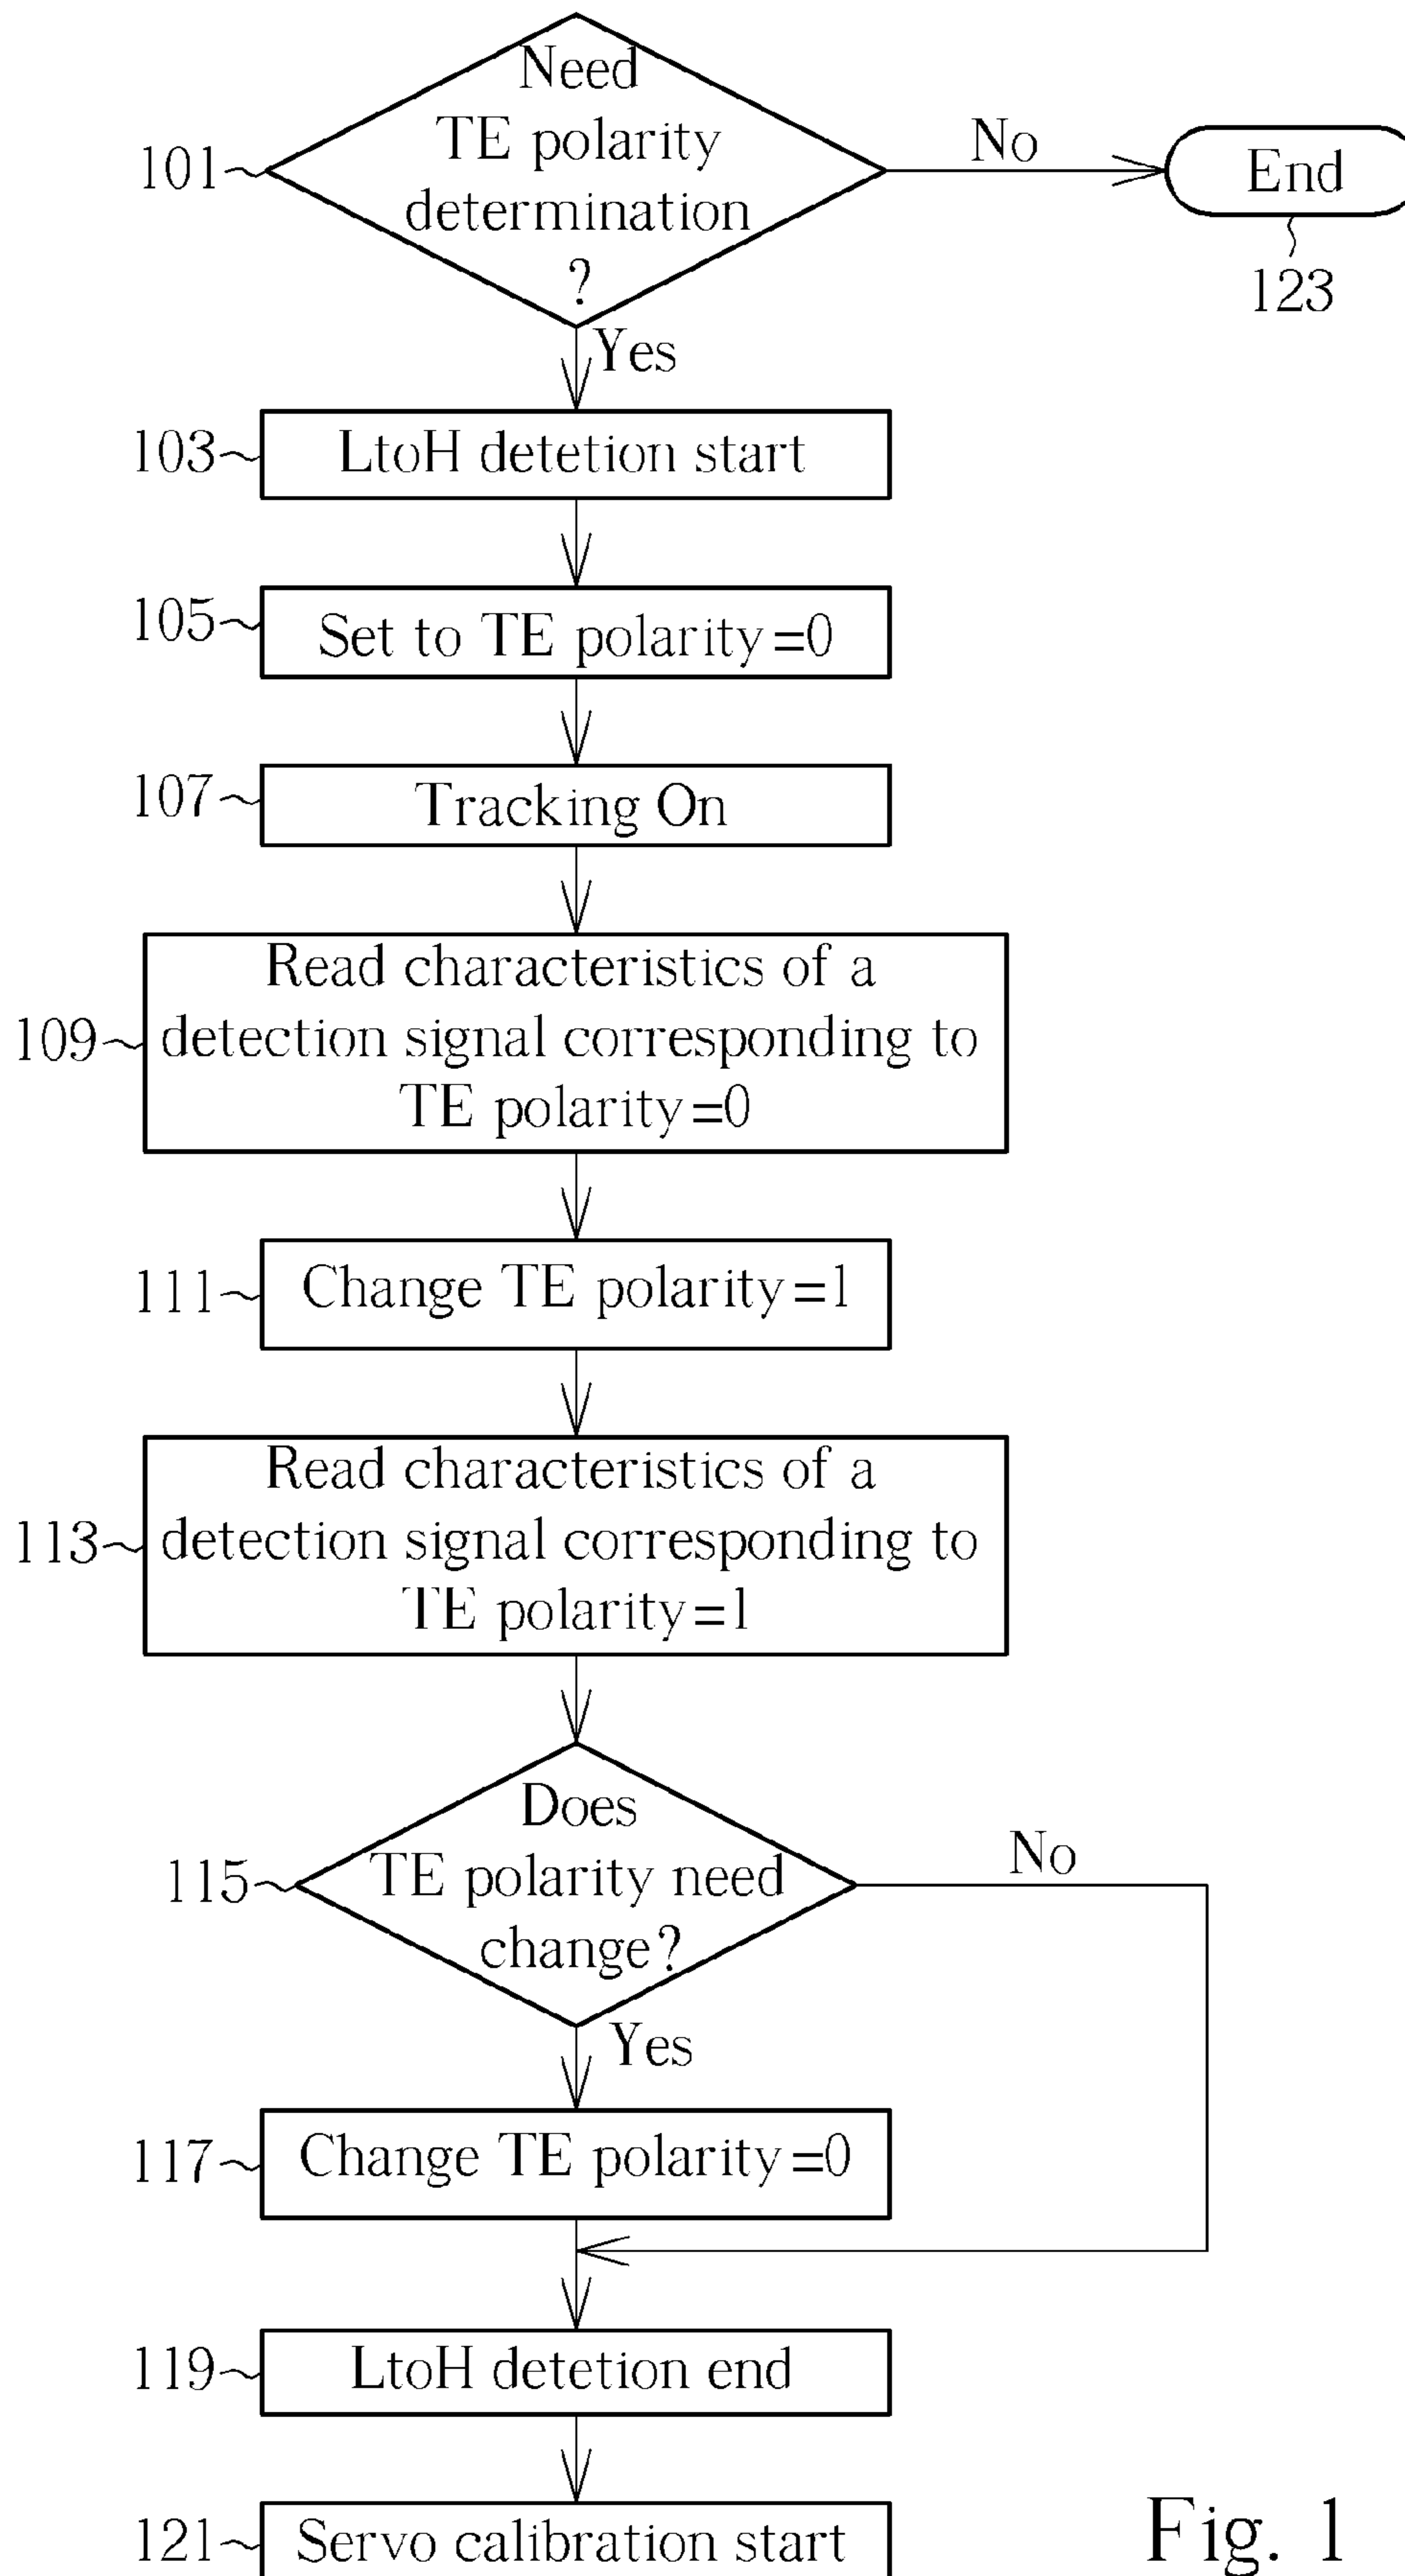 Need
TE polarity
determination
?
101
No
End
123
Yes
103
LtoH detetion start
105
Set to TE polarity=0
107
Tracking On
109
Read characteristics of a
detection signal corresponding to
TE polarity=0
111
Change TE polarity=1
113
Read characteristics of a
detection signal corresponding to
TE polarity=1
115
Does
TE polarity need
change?
No
Yes
117
Change TE polarity=0
119
LtoH detetion end
121
Servo calibration start
Fig. 1